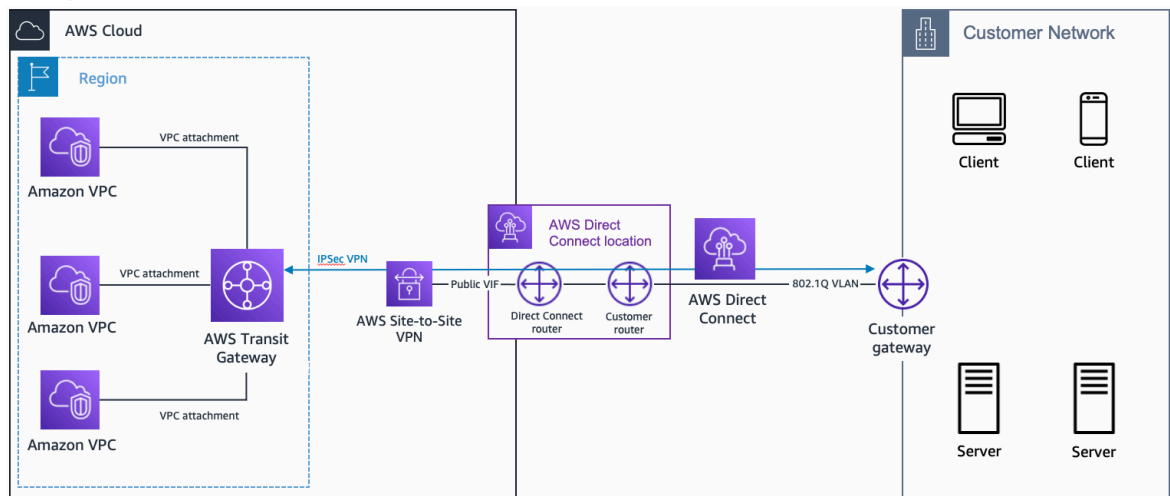 AWS Cloud
Customer Network
Region
VPC attachment
Amazon VPC
Client
Client
AWS Direct
Connect location
IPSec VPN
VPC attachment
Public VIF
802.1Q VLAN
Amazon VPC
AWS Transit
Gateway
AWS Site-to-Site
VPN
Direct Connect
router
Customer
router
AWS Direct
Connect
Customer
gateway
VPC attachment
Amazon VPC
Server
Server